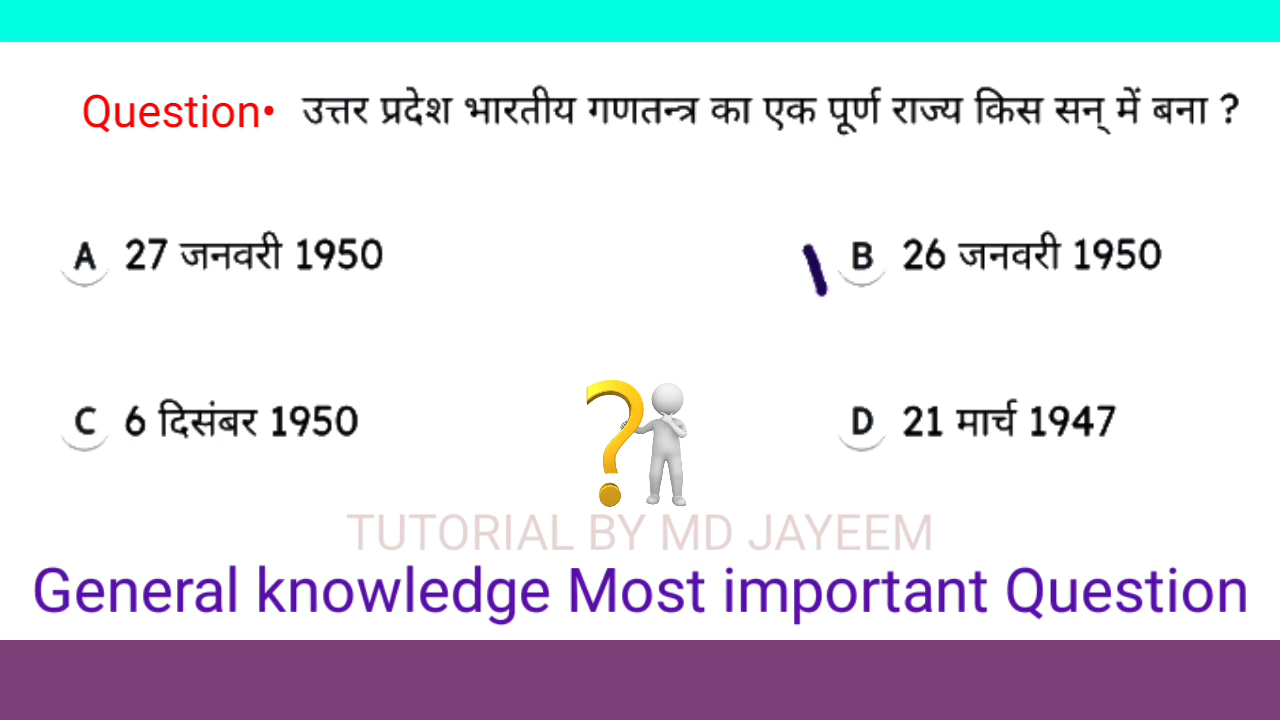 Question• उत्तर प्रदेश भारतीय गणतन्त्र का एक पूर्ण राज्य किस सन् में बना ?
A 27 जनवरी 1950
B 26 जनवरी 1950
C 6 दिसंबर 1950
D 21 मार्च 1947
TUTORIAL BY MD JAYEEM
General knowledge Most important Question